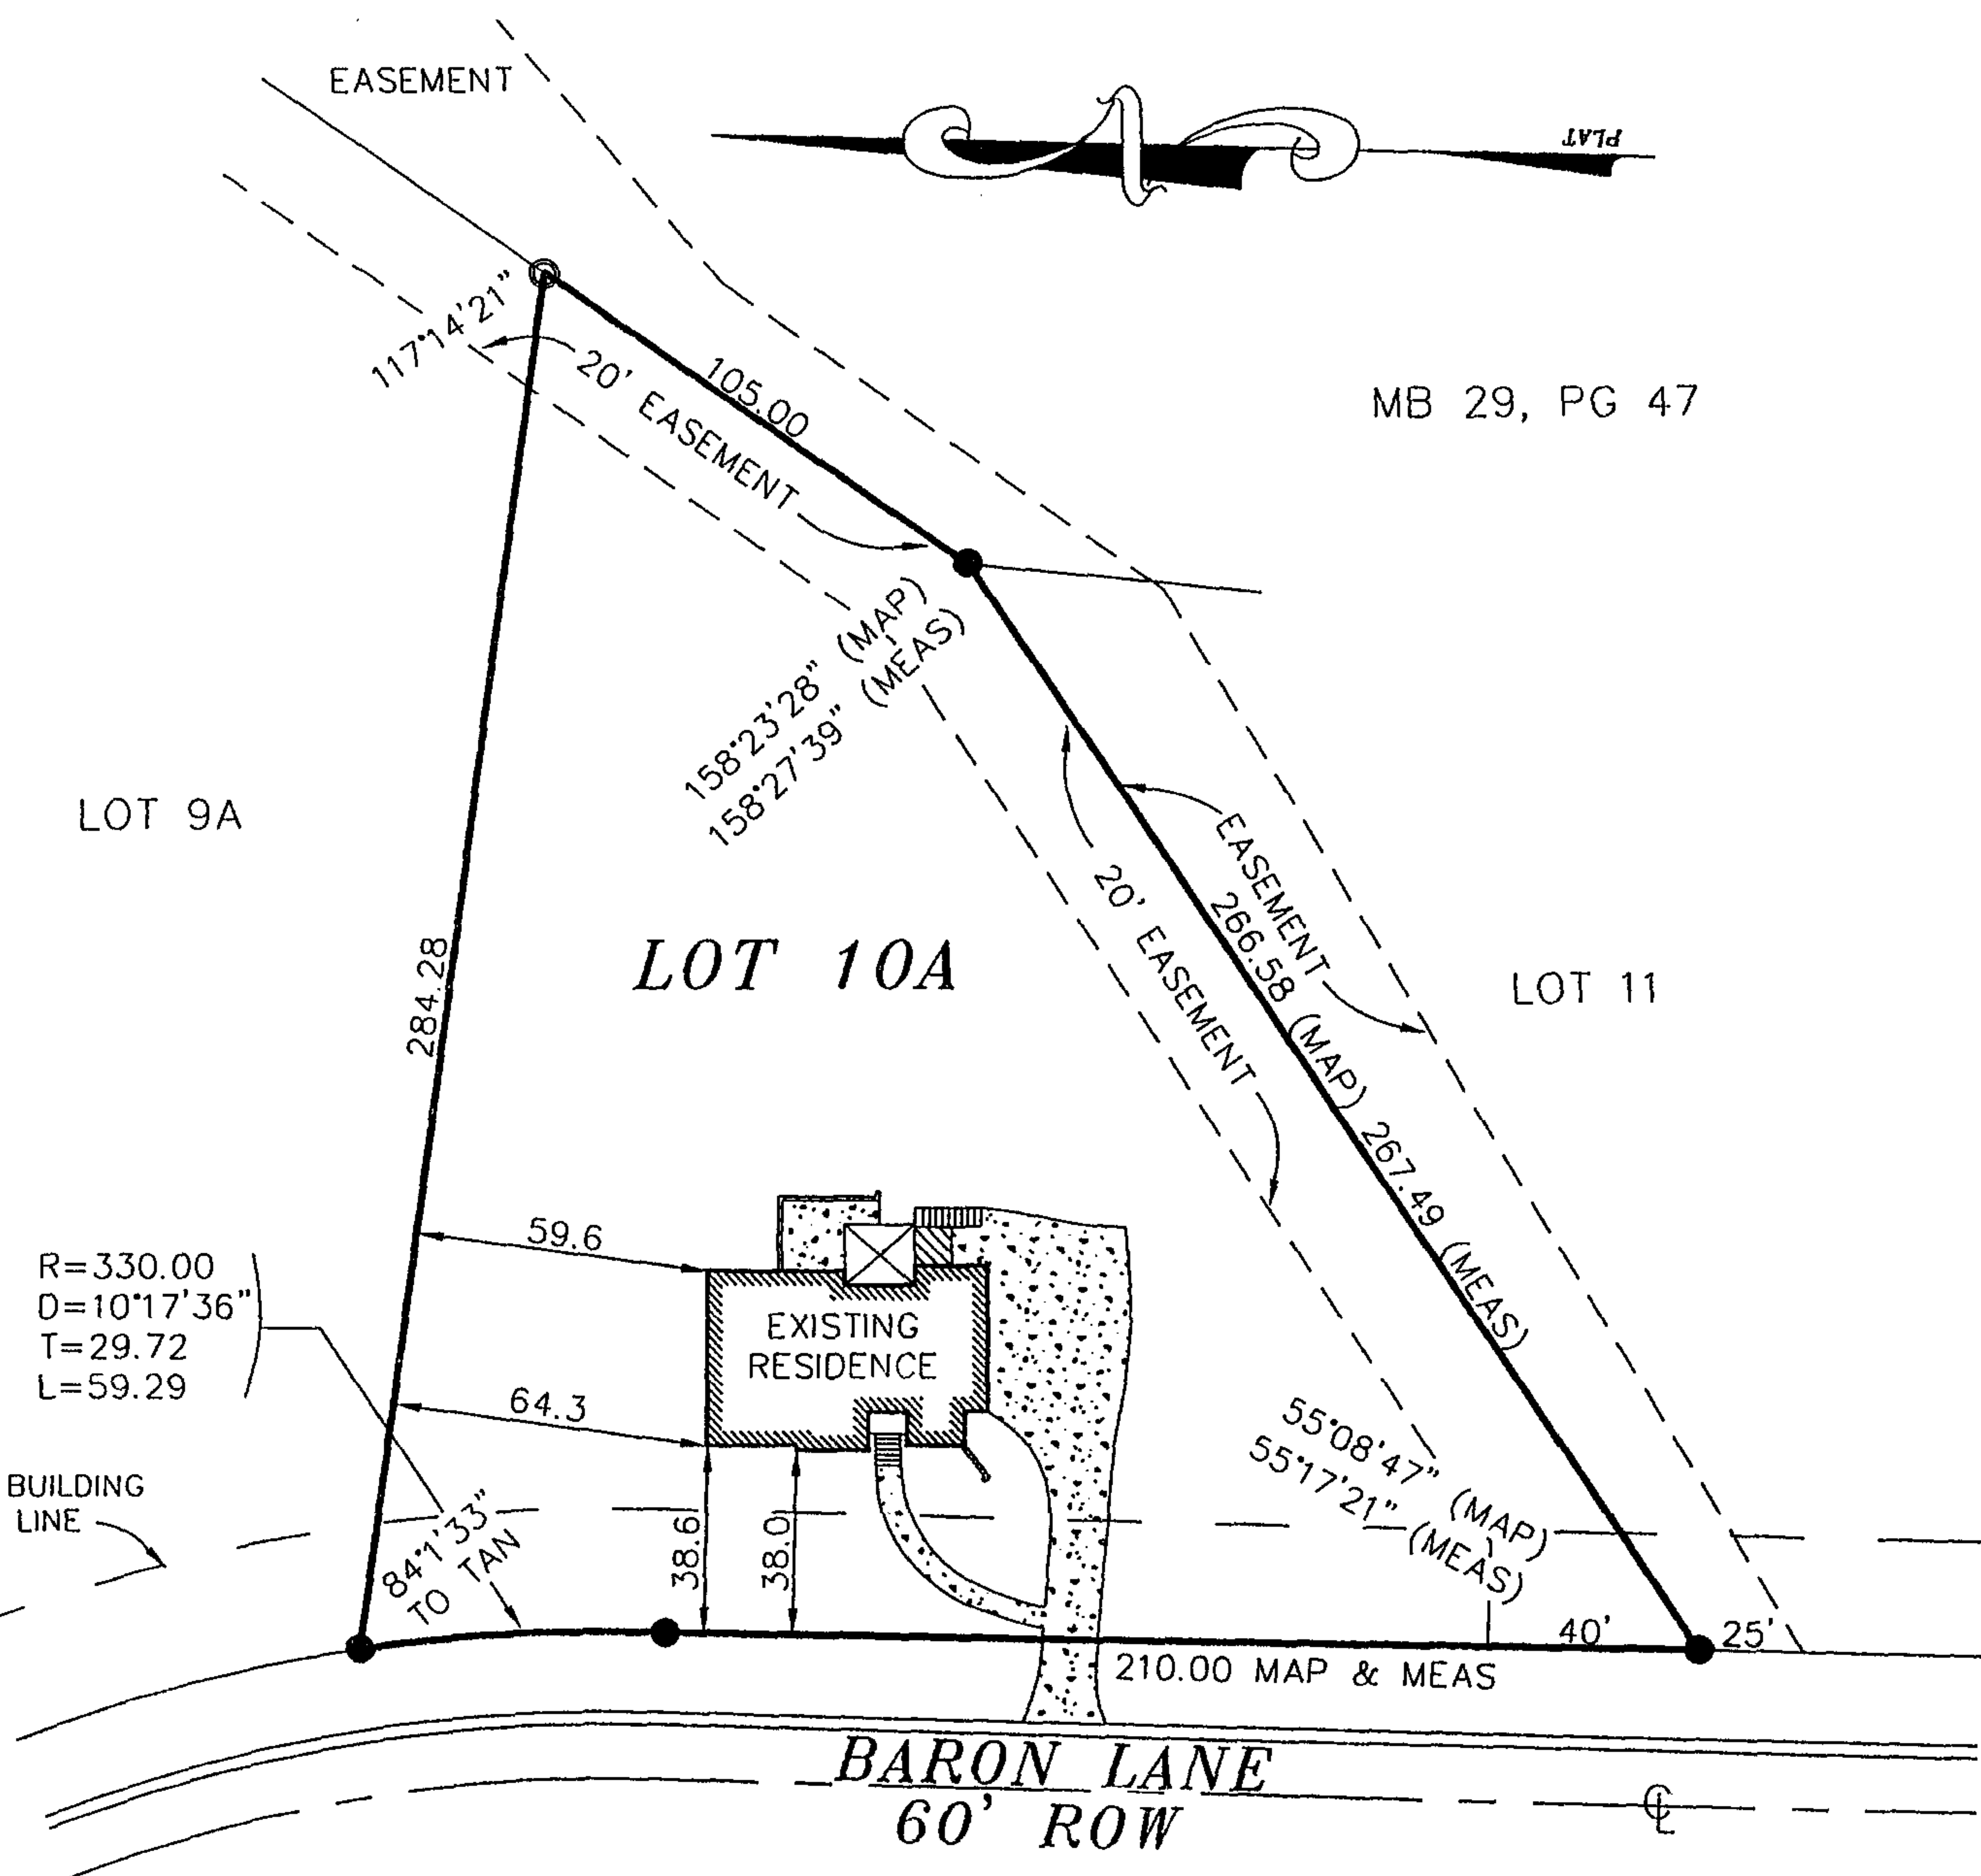 EASEMENT
PLAT
117°14'21"
20' EASEMENT
105.00
MB 29, PG 47
158°23'28" (MAP)
158°27'39" (MEAS)
LOT 9A
284.28
LOT 10A
20' EASEMENT
EASEMENT
266.58 (MAP) 267.49 (MEAS)
LOT 11
59.6
R=330.00
D=10°17'36"
T=29.72
L=59.29
EXISTING
RESIDENCE
64.3
BUILDING
LINE
84°1'33"
TO TAN
38.6
38.0
55°08'47" (MAP)
55°17'21" (MEAS)
40'
25'
210.00 MAP & MEAS
BARON LANE
60' ROW
℄